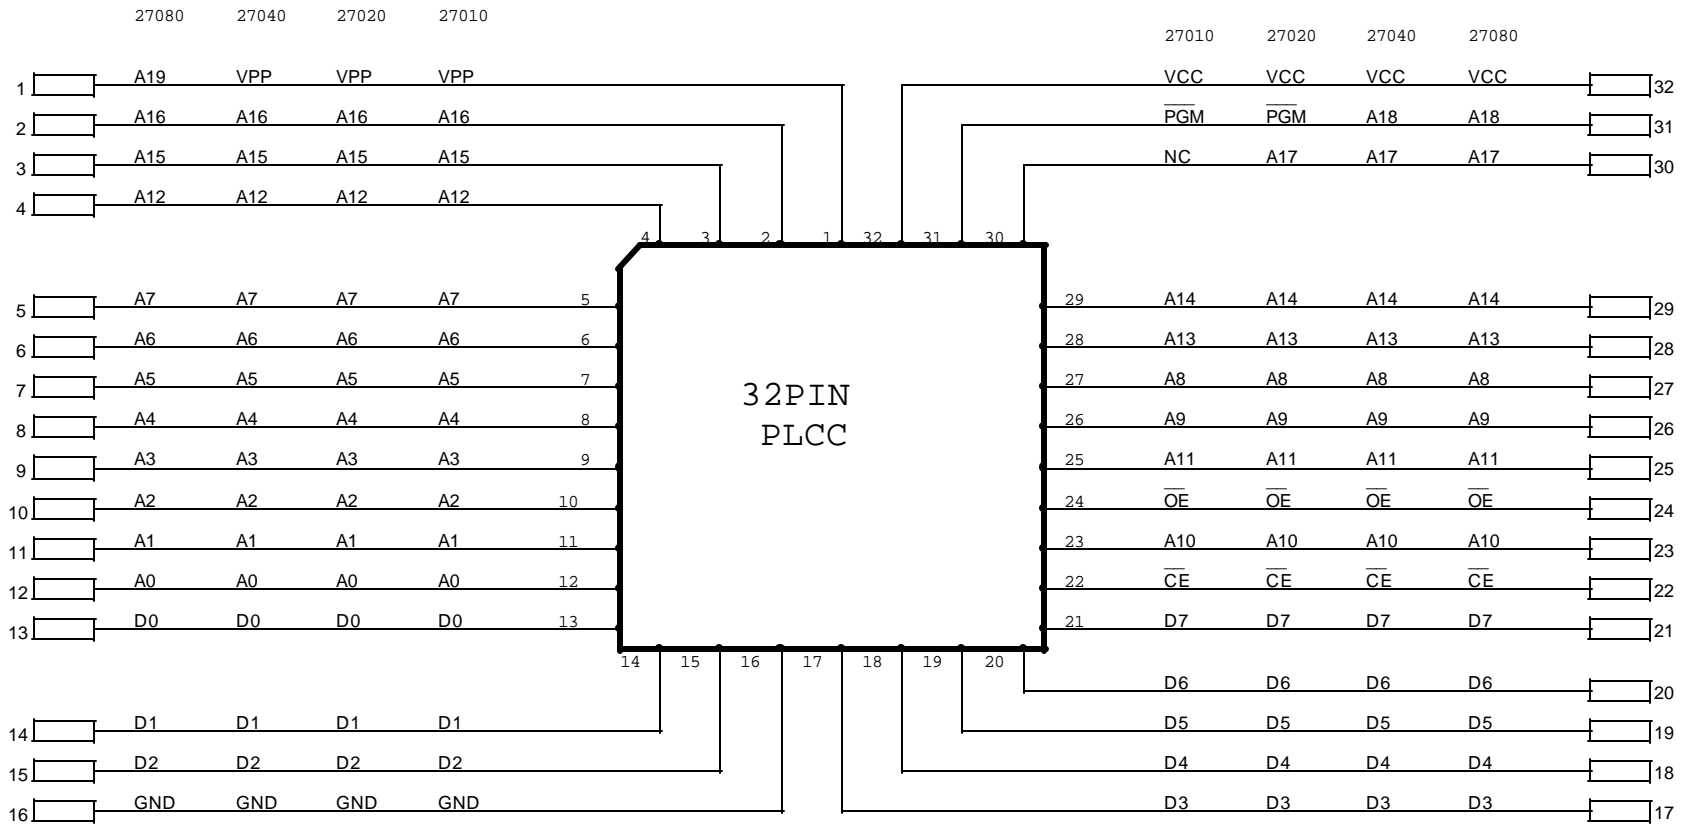 27080 27040 27020 27010
27010 27020 27040 27080
1 A19 VPP VPP VPP VCC VCC VCC VCC 32
2 A16 A16 A16 A16 PGM PGM A18 A18 31
3 A15 A15 A15 A15 NC A17 A17 A17 30
4 A12 A12 A12 A12
4 3 2 1 32 31 30
5 A7 A7 A7 A7 5 29 A14 A14 A14 A14 29
6 A6 A6 A6 A6 6 28 A13 A13 A13 A13 28
7 A5 A5 A5 A5 7 27 A8 A8 A8 A8 27
32PIN
8 A4 A4 A4 A4 8 26 A9 A9 A9 A9 26
PLCC
9 A3 A3 A3 A3 9 25 A11 A11 A11 A11 25
10 A2 A2 A2 A2 10 24 OE OE OE OE 24
11 A1 A1 A1 A1 11 23 A10 A10 A10 A10 23
12 A0 A0 A0 A0 12 22 CE CE CE CE 22
13 D0 D0 D0 D0 13 21 D7 D7 D7 D7 21
14 15 16 17 18 19 20
D6 D6 D6 D6 20
14 D1 D1 D1 D1 D5 D5 D5 D5 19
15 D2 D2 D2 D2 D4 D4 D4 D4 18
16 GND GND GND GND D3 D3 D3 D3 17